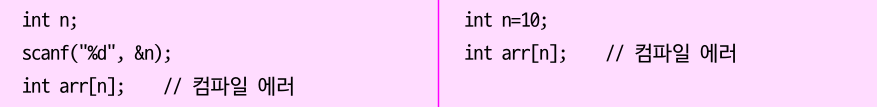 int n;
scanf("%d", &n);
int arr[n];    // 컴파일 에러
int n=10;
int arr[n];    // 컴파일 에러